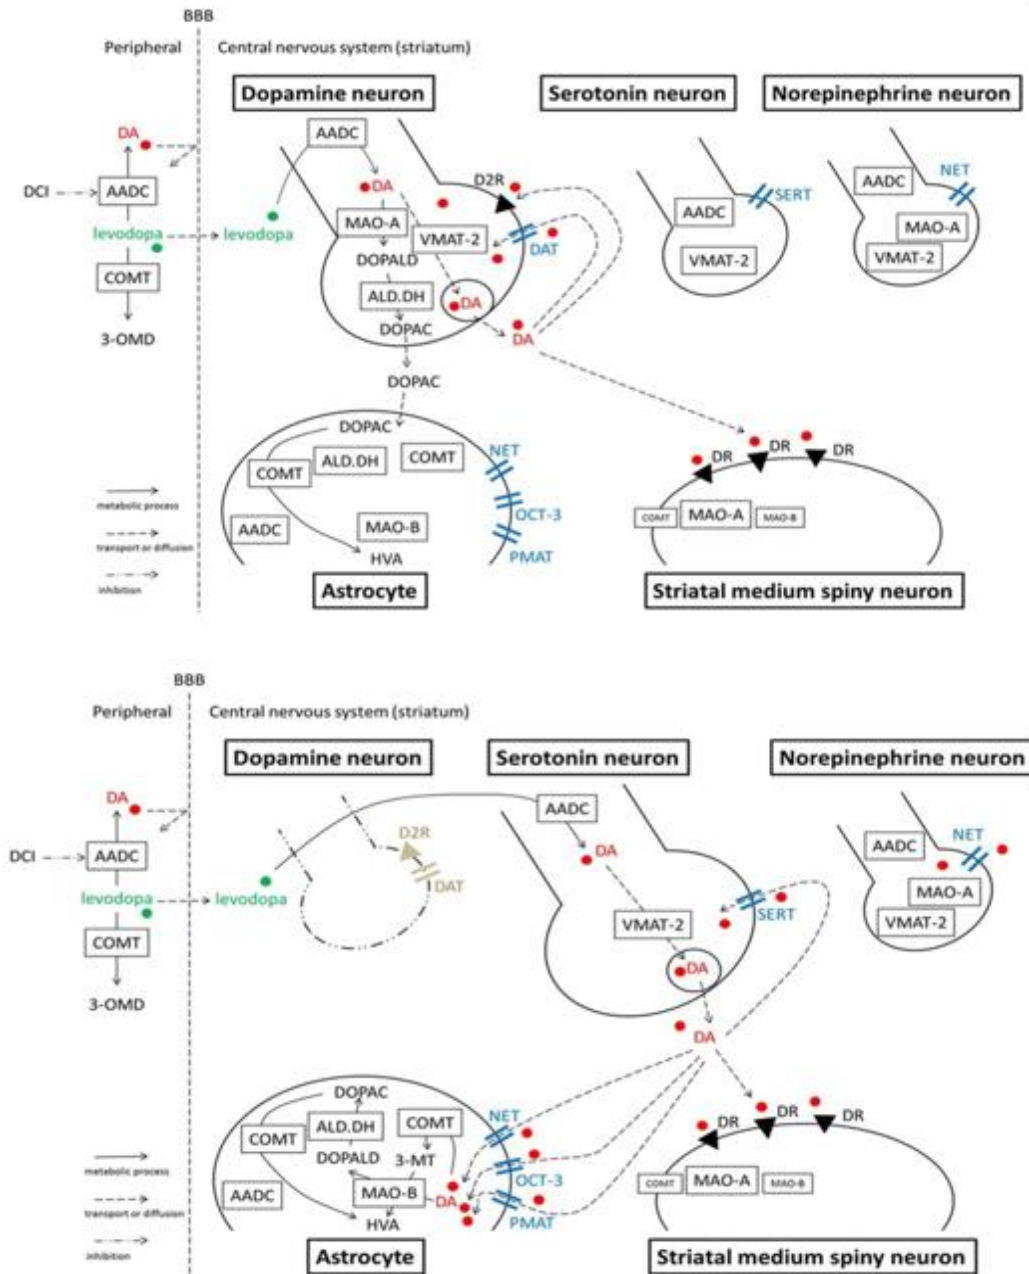 BBB
Peripheral
Central nervous system (striatum)
Dopamine neuron
Serotonin neuron
Norepinephrine neuron
DA
AADC
DCI
AADC
levodopa
levodopa
COMT
3-OMD
DA
MAO-A
VMAT-2
DOPALD
ALD.DH
DA
DOPAC
D2R
DAT
DA
AADC
VMAT-2
SERT
AADC
NET
MAO-A
VMAT-2
DOPAC
DOPAC
COMT
ALD.DH
COMT
NET
OCT-3
PMAT
AADC
MAO-B
HVA
Astrocyte
DR
DR
DR
COMT
MAO-A
MAO-B
Striatal medium spiny neuron
metabolic process
transport or diffusion
inhibition
BBB
Peripheral
Central nervous system (striatum)
Dopamine neuron
Serotonin neuron
Norepinephrine neuron
DA
DCI
AADC
levodopa
levodopa
COMT
3-OMD
D2R
DAT
AADC
DA
VMAT-2
SERT
DA
DA
AADC
NET
MAO-A
VMAT-2
DOPAC
COMT
ALD.DH
COMT
DOPALD
3-MT
AADC
MAO-B
DA
HVA
NET
OCT-3
PMAT
Astrocyte
DR
DR
DR
COMT
MAO-A
MAO-B
Striatal medium spiny neuron
metabolic process
transport or diffusion
inhibition